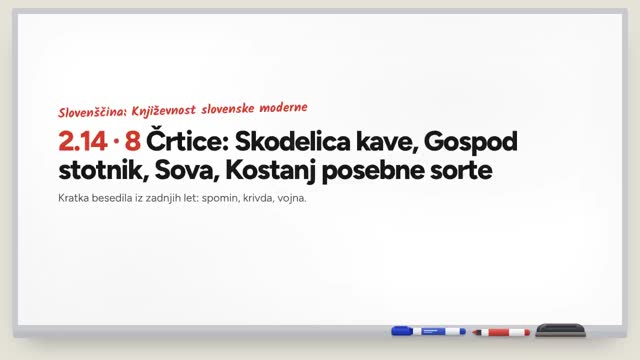 Slovenščina: Književnost slovenske moderne
2.14 · 8 Črtice: Skodelica kave, Gospod
stotnik, Sova, Kostanj posebne sorte
Kratka besedila iz zadnjih let: spomin, krivda, vojna.